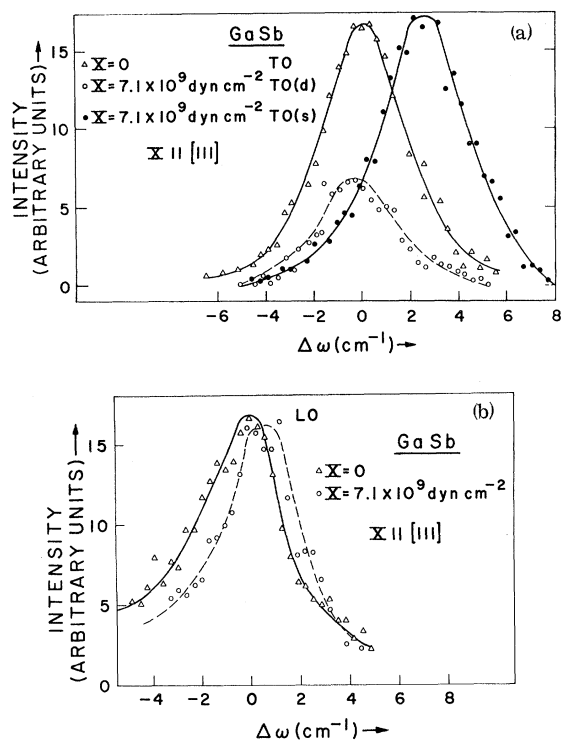 (a)
GaSb
△ X=0 TO
○ X=7.1×10⁹ dyn cm⁻² TO(d)
● X=7.1×10⁹ dyn cm⁻² TO(s)
X II [111]
INTENSITY
(ARBITRARY UNITS)→
15
10
5
0
-6 -4 -2 0 2 4 6 8
Δω(cm⁻¹)→
(b)
LO
GaSb
△ X=0
○ X=7.1×10⁹ dyn cm⁻²
X II [111]
INTENSITY
(ARBITRARY UNITS)→
15
10
5
0
-4 -2 0 2 4 6 8
Δω(cm⁻¹)→